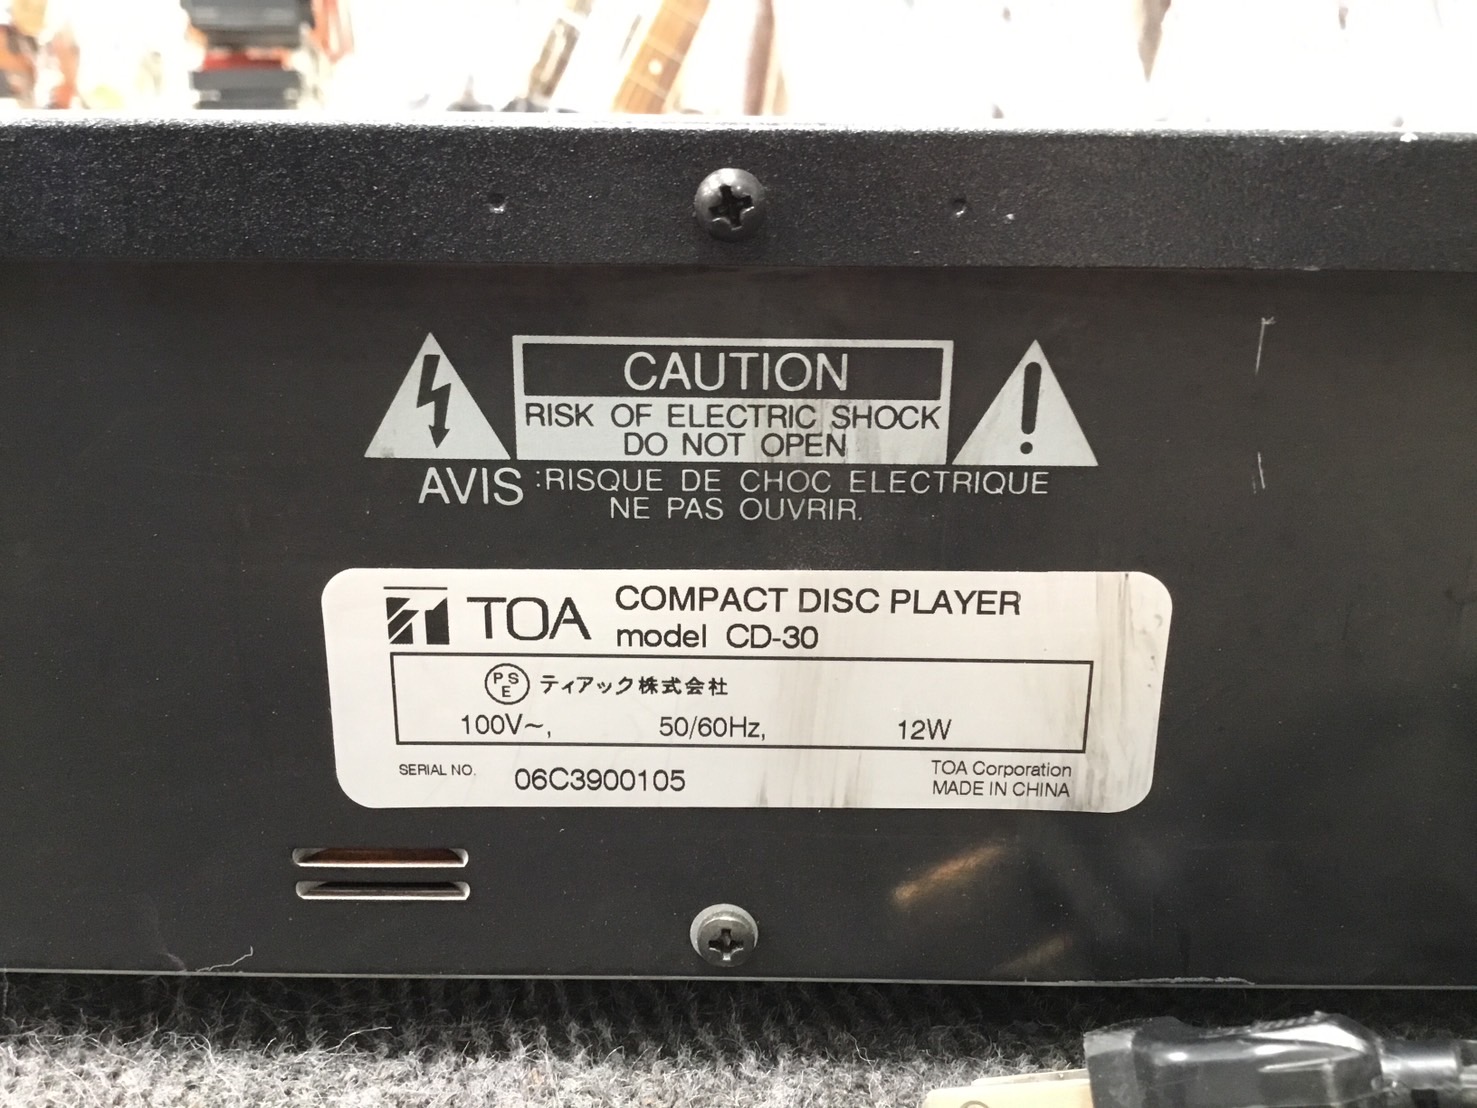 CAUTION
RISK OF ELECTRIC SHOCK
DO NOT OPEN
AVIS :RISQUE DE CHOC ELECTRIQUE
NE PAS OUVRIR.
TOA COMPACT DISC PLAYER
model CD-30
PSE ティアック株式会社
100V~, 50/60Hz, 12W
SERIAL NO. 06C3900105
TOA Corporation
MADE IN CHINA